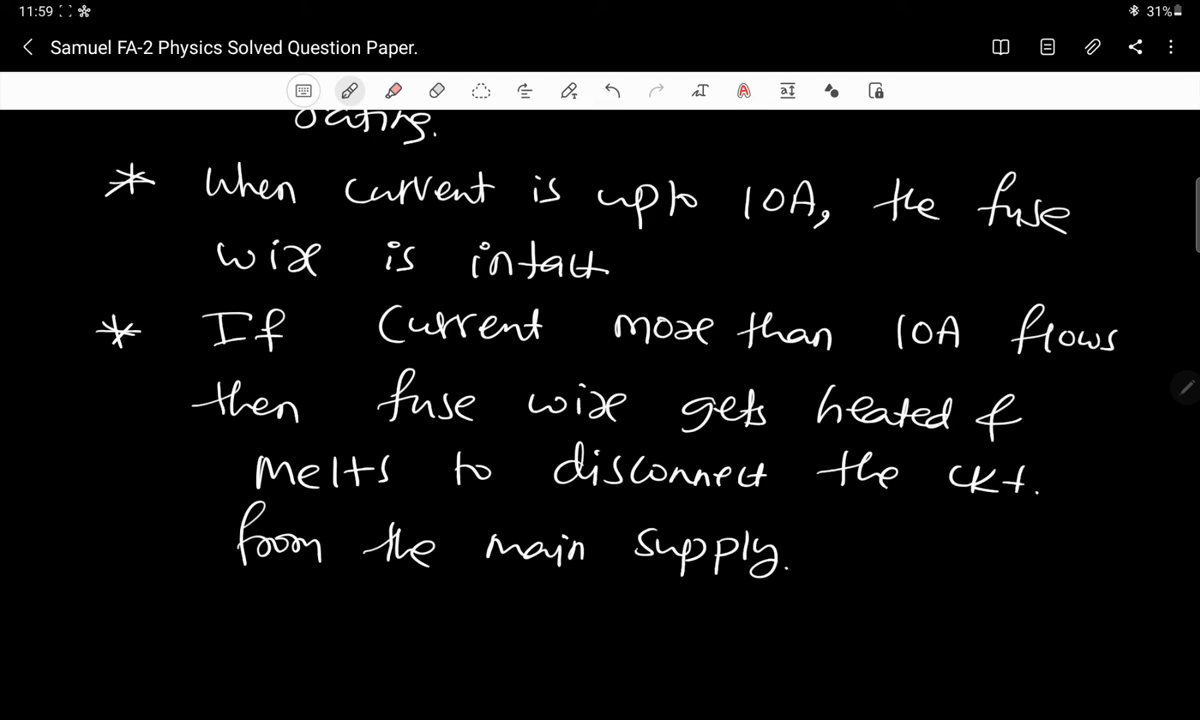 11:59
31%
Samuel FA-2 Physics Solved Question Paper.
rating.
* When current is upto 10A, the fuse
wire is intact
* If Current more than 10A flows
then fuse wire gets heated &
melts to disconnect the ckt.
from the main supply.